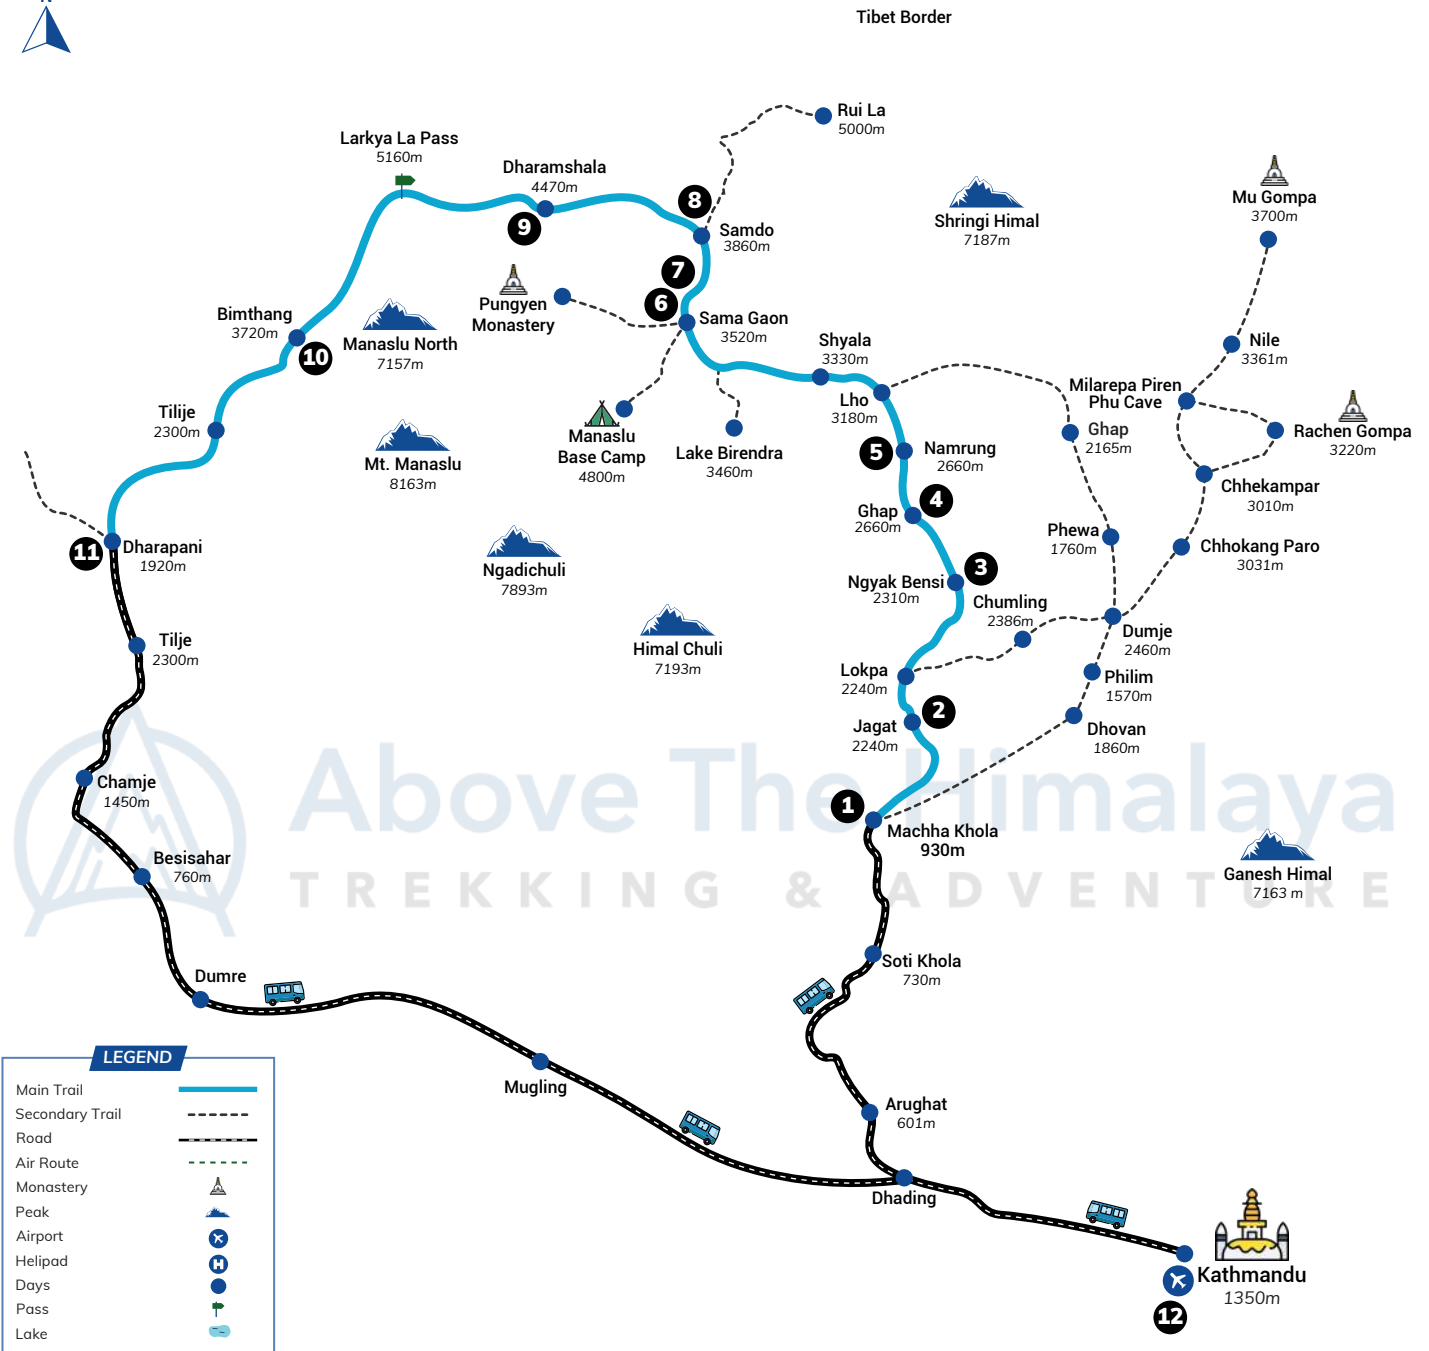 N
Tibet Border
Rui La
5000m
Larkya La Pass
5160m
Dharamshala
4470m
8
9
Samdo
3860m
Shringi Himal
7187m
Mu Gompa
3700m
7
6
Pungyen
Monastery
Sama Gaon
3520m
Bimthang
3720m
10
Manaslu North
7157m
Shyala
3330m
Nile
3361m
Milarepa Piren
Phu Cave
Lho
3180m
Tilije
2300m
Manaslu
Base Camp
4800m
Lake Birendra
3460m
Ghap
2165m
Rachen Gompa
3220m
Mt. Manaslu
8163m
5
Namrung
2660m
4
Ghap
2660m
Chhekampar
3010m
Phewa
1760m
Chhokang Paro
3031m
11
Dharapani
1920m
Ngadichuli
7893m
3
Ngyak Bensi
2310m
Chumling
2386m
Dumje
2460m
Tilje
2300m
Himal Chuli
7193m
Lokpa
2240m
Philim
1570m
2
Jagat
2240m
Dhovan
1860m
Above The Himalaya
TREKKING & ADVENTURE
Chamje
1450m
1
Machha Khola
930m
Besisahar
760m
Ganesh Himal
7163 m
Soti Khola
730m
Dumre
Mugling
Arughat
601m
Dhading
Kathmandu
1350m
12
LEGEND
Main Trail
Secondary Trail
Road
Air Route
Monastery
Peak
Airport
Helipad
H
Days
Pass
Lake